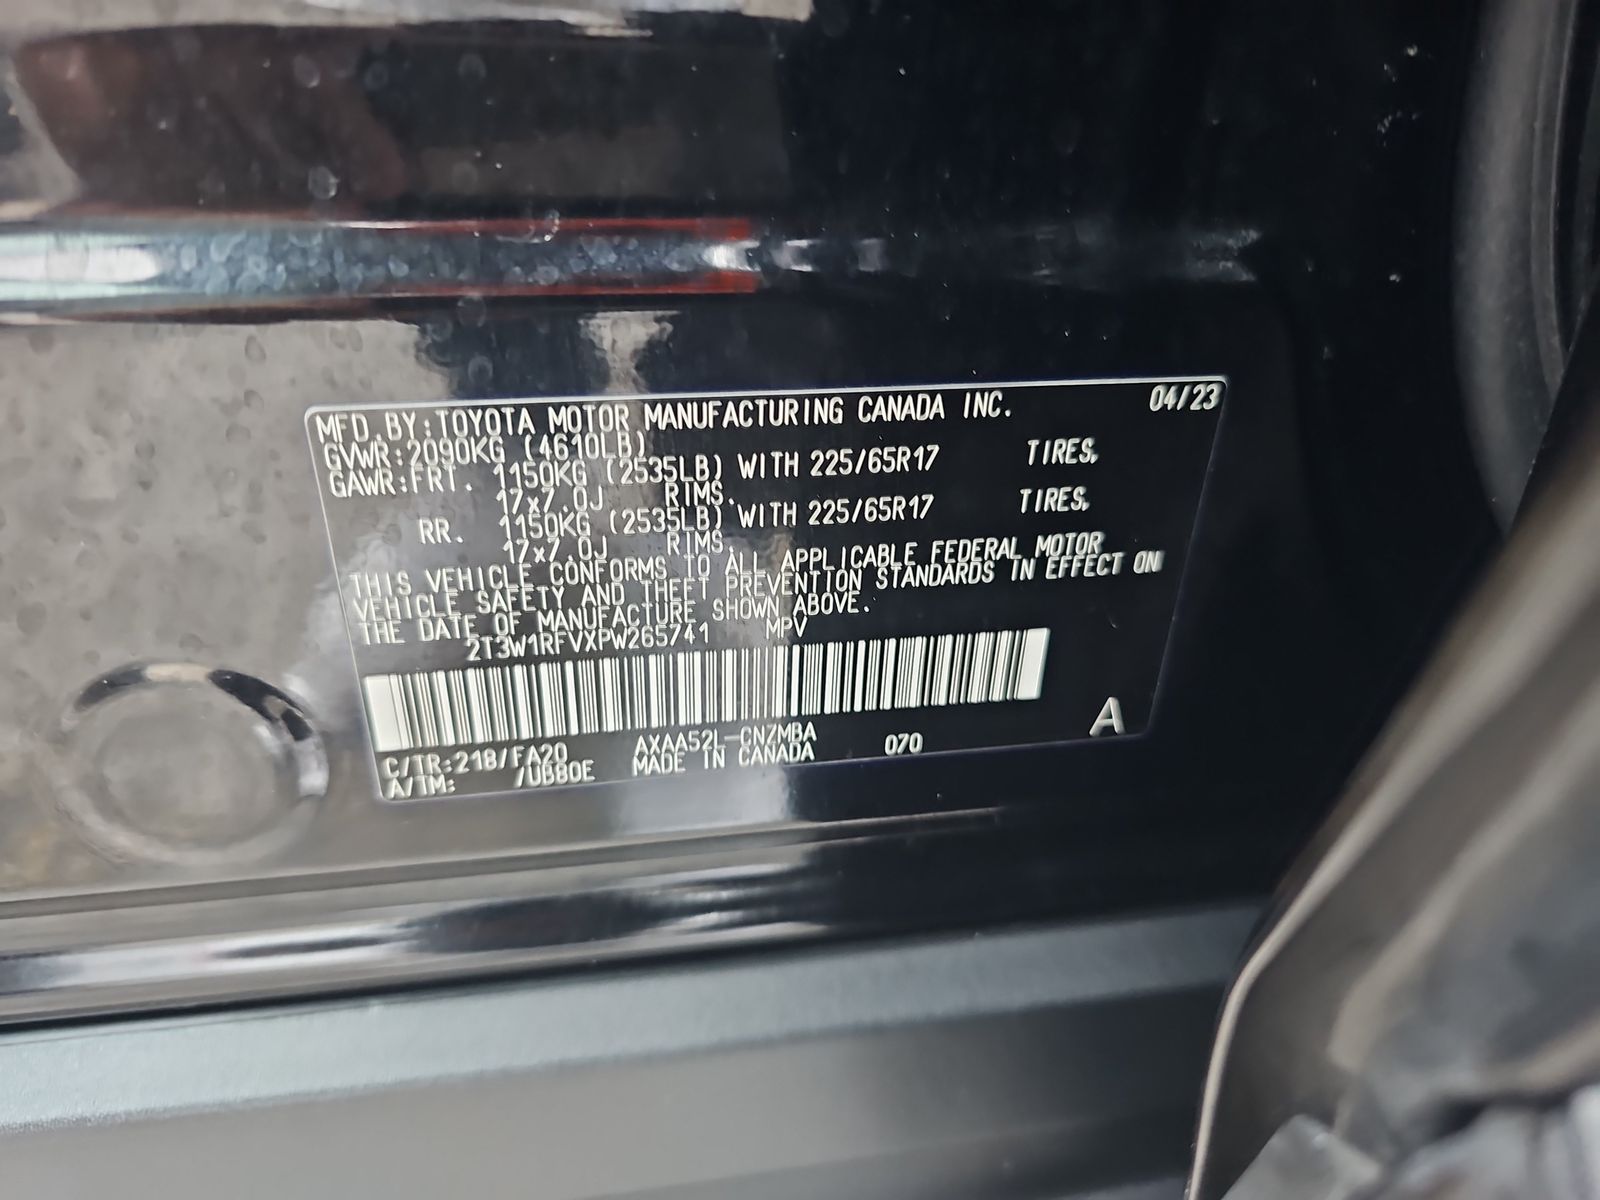 MFD.BY:TOYOTA MOTOR MANUFACTURING CANADA INC. 04/23
GVWR:2090KG (4610LB)
GAWR:FRT. 1150KG (2535LB) WITH 225/65R17 TIRES,
17x7.0J RIMS.
RR. 1150KG (2535LB) WITH 225/65R17 TIRES,
17x7.0J RIMS.
THIS VEHICLE CONFORMS TO ALL APPLICABLE FEDERAL MOTOR
VEHICLE SAFETY AND THEFT PREVENTION STANDARDS IN EFFECT ON
THE DATE OF MANUFACTURE SHOWN ABOVE.
2T3W1RFVXPW265741 MPV
C/TR:218/FA20 AXAA52L-CNZMBA 070 A
A/TM: /UB80E MADE IN CANADA